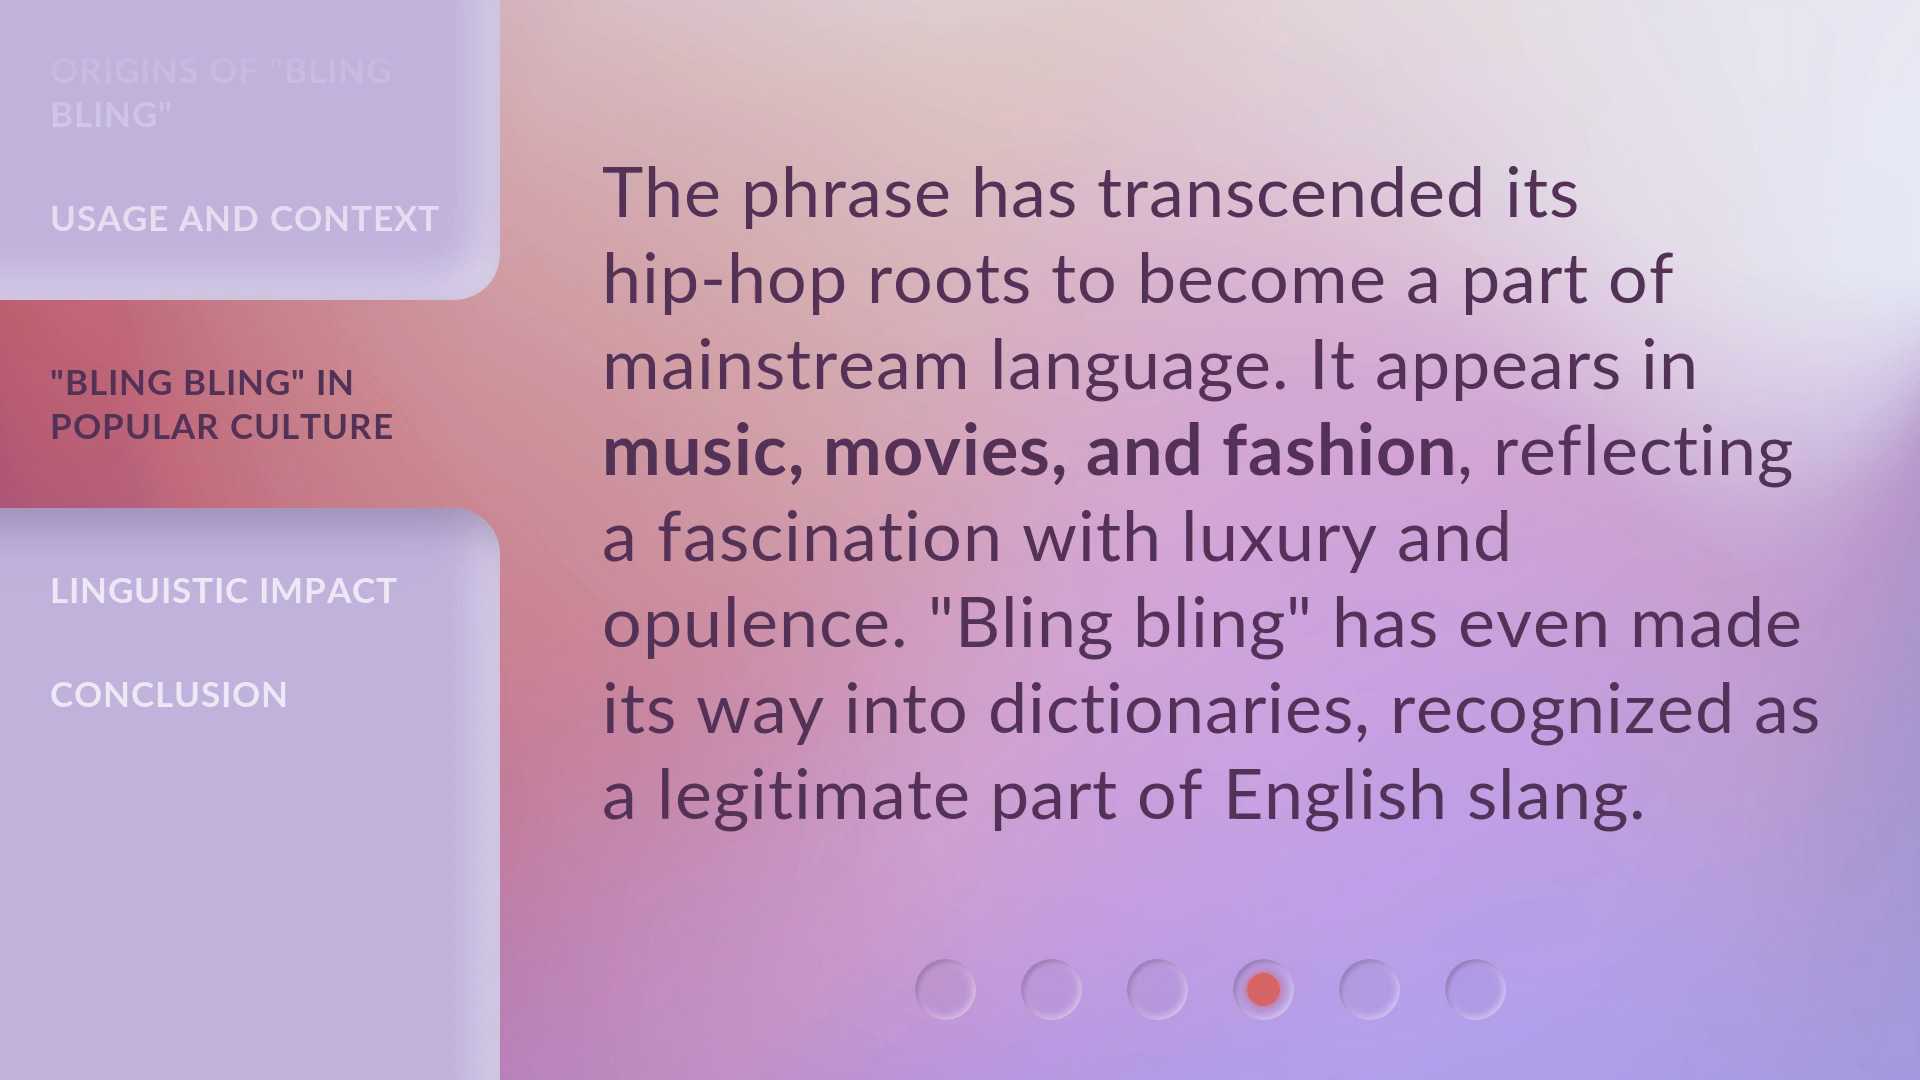 ORIGINS OF "BLING
BLING"
USAGE AND CONTEXT
"BLING BLING" IN
POPULAR CULTURE
LINGUISTIC IMPACT
CONCLUSION
The phrase has transcended its
hip-hop roots to become a part of
mainstream language. It appears in
music, movies, and fashion, reflecting
a fascination with luxury and
opulence. "Bling bling" has even made
its way into dictionaries, recognized as
a legitimate part of English slang.